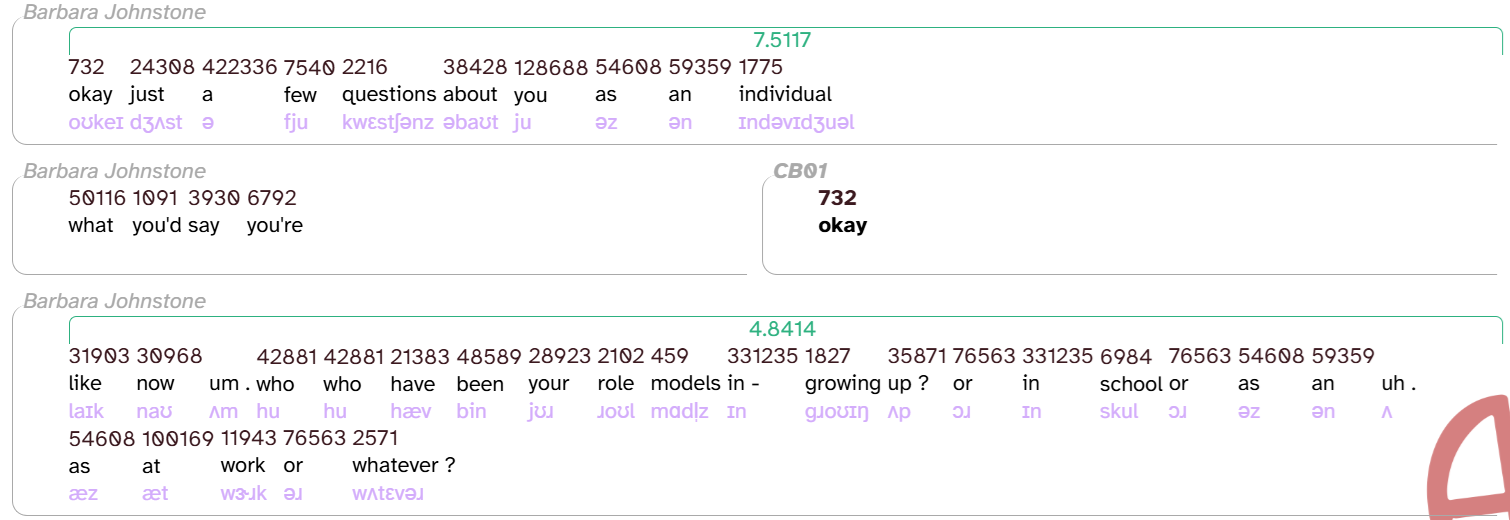 Barbara Johnstone
7.5117
732 24308 422336 7540 2216 38428 128688 54608 59359 1775
okay just a few questions about you as an individual
oʊkeɪ dʒʌst ə fju kwɛstʃənz əbaʊt ju əz ən ɪndəvɪdʒuəl
Barbara Johnstone
50116 1091 3930 6792
what you'd say you're
CB01
732
okay
Barbara Johnstone
4.8414
31903 30968 42881 42881 21383 48589 28923 2102 459 331235 1827 35871 76563 331235 6984 76563 54608 59359
like now um . who who have been your role models in - growing up ? or in school or as an uh .
laɪk naʊ ʌm hu hu hæv bin jʊɹ ɹoʊl mɑdl̩z ɪn gɹoʊɪŋ ʌp ɔɹ ɪn skul ɔɹ əz ən ʌ
54608 100169 11943 76563 2571
as at work or whatever ?
æz æt wɝɹk əɹ wʌtɛvəɹ